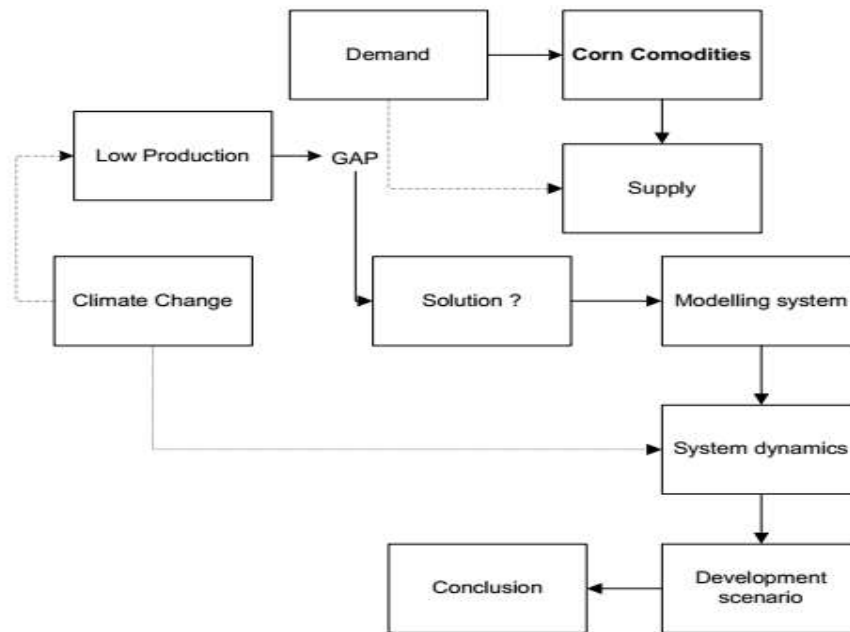 Demand
Corn Comodities
Low Production
GAP
Supply
Climate Change
Solution ?
Modelling system
System dynamics
Conclusion
Development
scenario